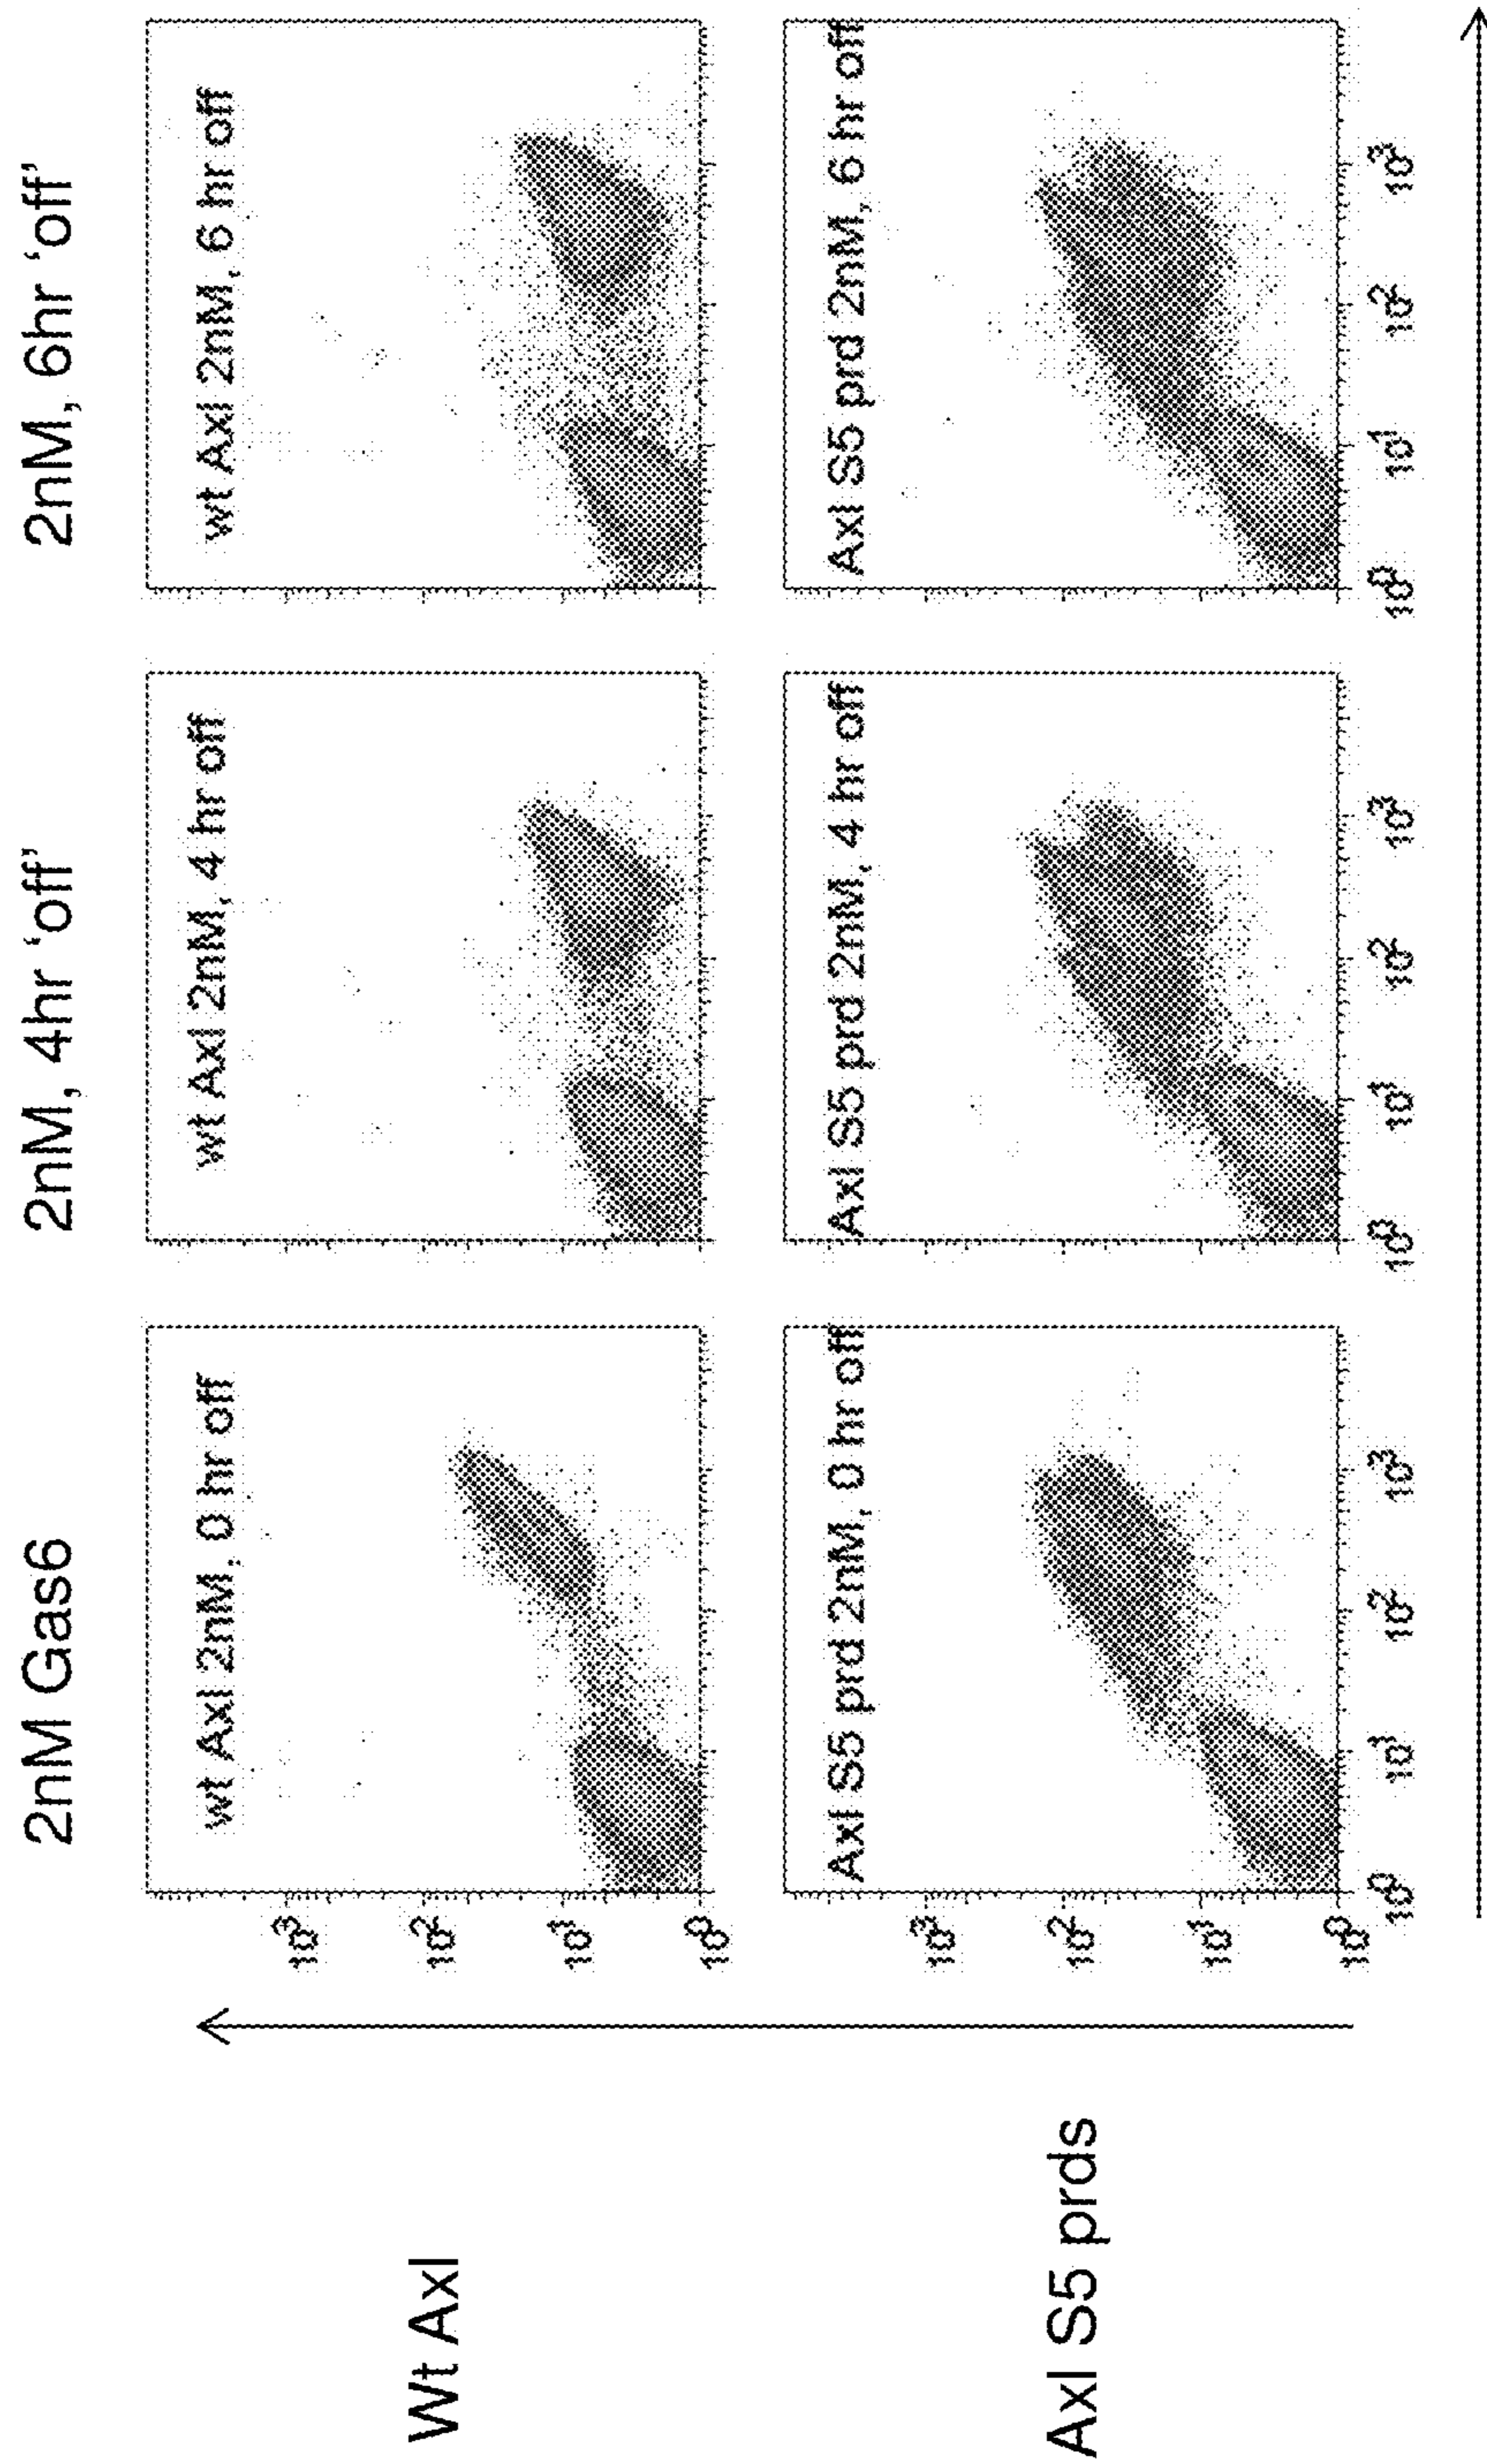 2nM Gas6
2nM, 4hr ‘off’
2nM, 6hr ‘off’
Wt Axl
10³
10²
10¹
10⁰
wt Axl 2nM, 0 hr off
wt Axl 2nM, 4 hr off
wt Axl 2nM, 6 hr off
Axl S5 prds
10³
10²
10¹
10⁰
Axl S5 prd 2nM, 0 hr off
Axl S5 prd 2nM, 4 hr off
Axl S5 prd 2nM, 6 hr off
10⁰ 10¹ 10² 10³
10⁰ 10¹ 10² 10³
10⁰ 10¹ 10² 10³